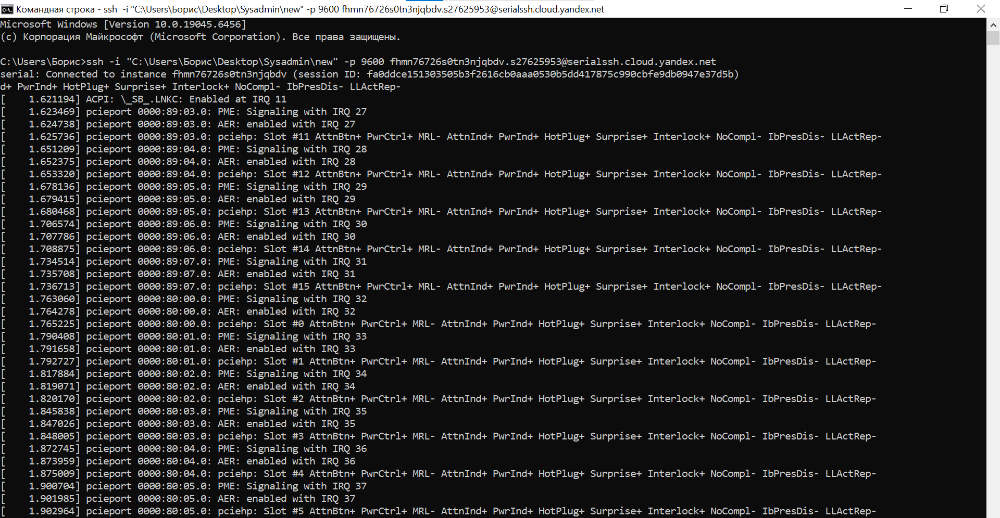 Командная строка - ssh  -i "C:\Users\Борис\Desktop\Sysadmin\new" -p 9600 fhmn76726s0tn3njqbdv.s27625953@serialssh.cloud.yandex.net
Microsoft Windows [Version 10.0.19045.6456]
(c) Корпорация Майкрософт (Microsoft Corporation). Все права защищены.
C:\Users\Борис>ssh -i "C:\Users\Борис\Desktop\Sysadmin\new" -p 9600 fhmn76726s0tn3njqbdv.s27625953@serialssh.cloud.yandex.net
serial: Connected to instance fhmn76726s0tn3njqbdv (session ID: fa0ddce151303505b3f2616cb0aaa0530b5dd417875c990cbfe9db0947e37d5b)
d+ PwrInd+ HotPlug+ Surprise+ Interlock+ NoCompl- IbPresDis- LLActRep-
[    1.621194] ACPI: \_SB_.LNKC: Enabled at IRQ 11
[    1.623469] pcieport 0000:89:03.0: PME: Signaling with IRQ 27
[    1.624738] pcieport 0000:89:03.0: AER: enabled with IRQ 27
[    1.625736] pcieport 0000:89:03.0: pciehp: Slot #11 AttnBtn+ PwrCtrl+ MRL- AttnInd+ PwrInd+ HotPlug+ Surprise+ Interlock+ NoCompl- IbPresDis- LLActRep-
[    1.651209] pcieport 0000:89:04.0: PME: Signaling with IRQ 28
[    1.652375] pcieport 0000:89:04.0: AER: enabled with IRQ 28
[    1.653320] pcieport 0000:89:04.0: pciehp: Slot #12 AttnBtn+ PwrCtrl+ MRL- AttnInd+ PwrInd+ HotPlug+ Surprise+ Interlock+ NoCompl- IbPresDis- LLActRep-
[    1.678136] pcieport 0000:89:05.0: PME: Signaling with IRQ 29
[    1.679415] pcieport 0000:89:05.0: AER: enabled with IRQ 29
[    1.680468] pcieport 0000:89:05.0: pciehp: Slot #13 AttnBtn+ PwrCtrl+ MRL- AttnInd+ PwrInd+ HotPlug+ Surprise+ Interlock+ NoCompl- IbPresDis- LLActRep-
[    1.706574] pcieport 0000:89:06.0: PME: Signaling with IRQ 30
[    1.707786] pcieport 0000:89:06.0: AER: enabled with IRQ 30
[    1.708875] pcieport 0000:89:06.0: pciehp: Slot #14 AttnBtn+ PwrCtrl+ MRL- AttnInd+ PwrInd+ HotPlug+ Surprise+ Interlock+ NoCompl- IbPresDis- LLActRep-
[    1.734514] pcieport 0000:89:07.0: PME: Signaling with IRQ 31
[    1.735708] pcieport 0000:89:07.0: AER: enabled with IRQ 31
[    1.736713] pcieport 0000:89:07.0: pciehp: Slot #15 AttnBtn+ PwrCtrl+ MRL- AttnInd+ PwrInd+ HotPlug+ Surprise+ Interlock+ NoCompl- IbPresDis- LLActRep-
[    1.763060] pcieport 0000:80:00.0: PME: Signaling with IRQ 32
[    1.764278] pcieport 0000:80:00.0: AER: enabled with IRQ 32
[    1.765225] pcieport 0000:80:00.0: pciehp: Slot #0 AttnBtn+ PwrCtrl+ MRL- AttnInd+ PwrInd+ HotPlug+ Surprise+ Interlock+ NoCompl- IbPresDis- LLActRep-
[    1.790408] pcieport 0000:80:01.0: PME: Signaling with IRQ 33
[    1.791658] pcieport 0000:80:01.0: AER: enabled with IRQ 33
[    1.792727] pcieport 0000:80:01.0: pciehp: Slot #1 AttnBtn+ PwrCtrl+ MRL- AttnInd+ PwrInd+ HotPlug+ Surprise+ Interlock+ NoCompl- IbPresDis- LLActRep-
[    1.817884] pcieport 0000:80:02.0: PME: Signaling with IRQ 34
[    1.819071] pcieport 0000:80:02.0: AER: enabled with IRQ 34
[    1.820170] pcieport 0000:80:02.0: pciehp: Slot #2 AttnBtn+ PwrCtrl+ MRL- AttnInd+ PwrInd+ HotPlug+ Surprise+ Interlock+ NoCompl- IbPresDis- LLActRep-
[    1.845838] pcieport 0000:80:03.0: PME: Signaling with IRQ 35
[    1.847026] pcieport 0000:80:03.0: AER: enabled with IRQ 35
[    1.848005] pcieport 0000:80:03.0: pciehp: Slot #3 AttnBtn+ PwrCtrl+ MRL- AttnInd+ PwrInd+ HotPlug+ Surprise+ Interlock+ NoCompl- IbPresDis- LLActRep-
[    1.872745] pcieport 0000:80:04.0: PME: Signaling with IRQ 36
[    1.873959] pcieport 0000:80:04.0: AER: enabled with IRQ 36
[    1.875009] pcieport 0000:80:04.0: pciehp: Slot #4 AttnBtn+ PwrCtrl+ MRL- AttnInd+ PwrInd+ HotPlug+ Surprise+ Interlock+ NoCompl- IbPresDis- LLActRep-
[    1.900704] pcieport 0000:80:05.0: PME: Signaling with IRQ 37
[    1.901985] pcieport 0000:80:05.0: AER: enabled with IRQ 37
[    1.902964] pcieport 0000:80:05.0: pciehp: Slot #5 AttnBtn+ PwrCtrl+ MRL- AttnInd+ PwrInd+ HotPlug+ Surprise+ Interlock+ NoCompl- IbPresDis- LLActRep-